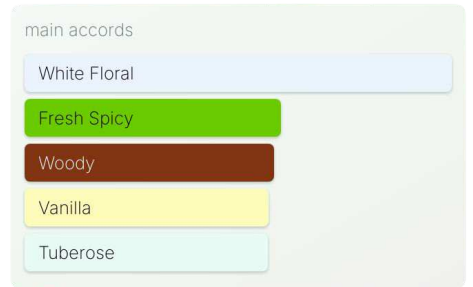 main accords
White Floral
Fresh Spicy
Woody
Vanilla
Tuberose